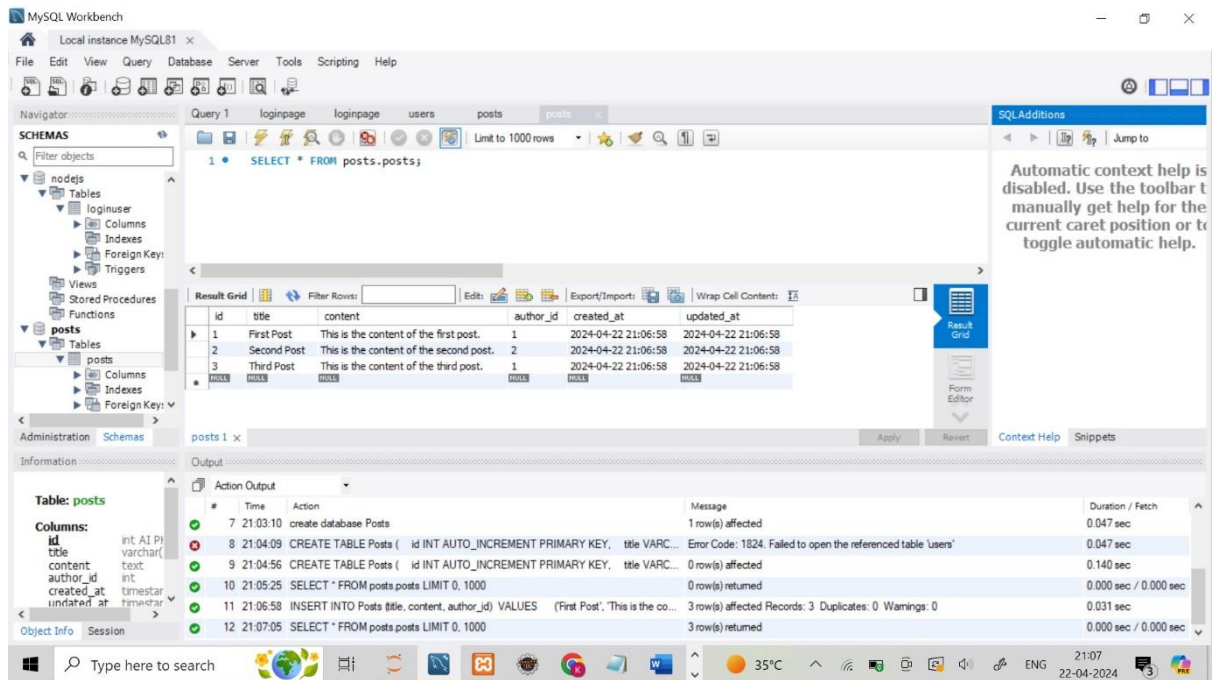 MySQL Workbench
Local instance MySQL81
File Edit View Query Database Server Tools Scripting Help
Navigator
SCHEMAS
Filter objects
nodejs
Tables
loginuser
Columns
Indexes
Foreign Key:
Triggers
Views
Stored Procedures
Functions
posts
Tables
posts
Columns
Indexes
Foreign Key:
Administration Schemas
Query 1 loginpage loginpage users posts posts
Limit to 1000 rows
1 SELECT * FROM posts.posts;
Result Grid Filter Rows: Edit: Export/Import: Wrap Cell Content:
id title content author_id created_at updated_at
1 First Post This is the content of the first post. 1 2024-04-22 21:06:58 2024-04-22 21:06:58
2 Second Post This is the content of the second post. 2 2024-04-22 21:06:58 2024-04-22 21:06:58
3 Third Post This is the content of the third post. 1 2024-04-22 21:06:58 2024-04-22 21:06:58
NULL NULL NULL NULL NULL NULL
Result
Grid
Form
Editor
posts 1 Apply Revert
SQLAdditions
Jump to
Automatic context help is
disabled. Use the toolbar t
manually get help for the
current caret position or to
toggle automatic help.
Context Help Snippets
Information
Table: posts
Columns:
id int AI PK
title varchar(
content text
author_id int
created_at timestar
updated_at timestar
Object Info Session
Output
Action Output
# Time Action Message Duration / Fetch
7 21:03:10 create database Posts 1 row(s) affected 0.047 sec
8 21:04:09 CREATE TABLE Posts ( id INT AUTO_INCREMENT PRIMARY KEY, title VARC... Error Code: 1824. Failed to open the referenced table 'users' 0.047 sec
9 21:04:56 CREATE TABLE Posts ( id INT AUTO_INCREMENT PRIMARY KEY, title VARC... 0 row(s) affected 0.140 sec
10 21:05:25 SELECT * FROM posts.posts LIMIT 0, 1000 0 row(s) returned 0.000 sec / 0.000 sec
11 21:06:58 INSERT INTO Posts (title, content, author_id) VALUES ('First Post', 'This is the co... 3 row(s) affected Records: 3 Duplicates: 0 Warnings: 0 0.031 sec
12 21:07:05 SELECT * FROM posts.posts LIMIT 0, 1000 3 row(s) returned 0.000 sec / 0.000 sec
Type here to search
35°C ENG
21:07
22-04-2024
3
PRE